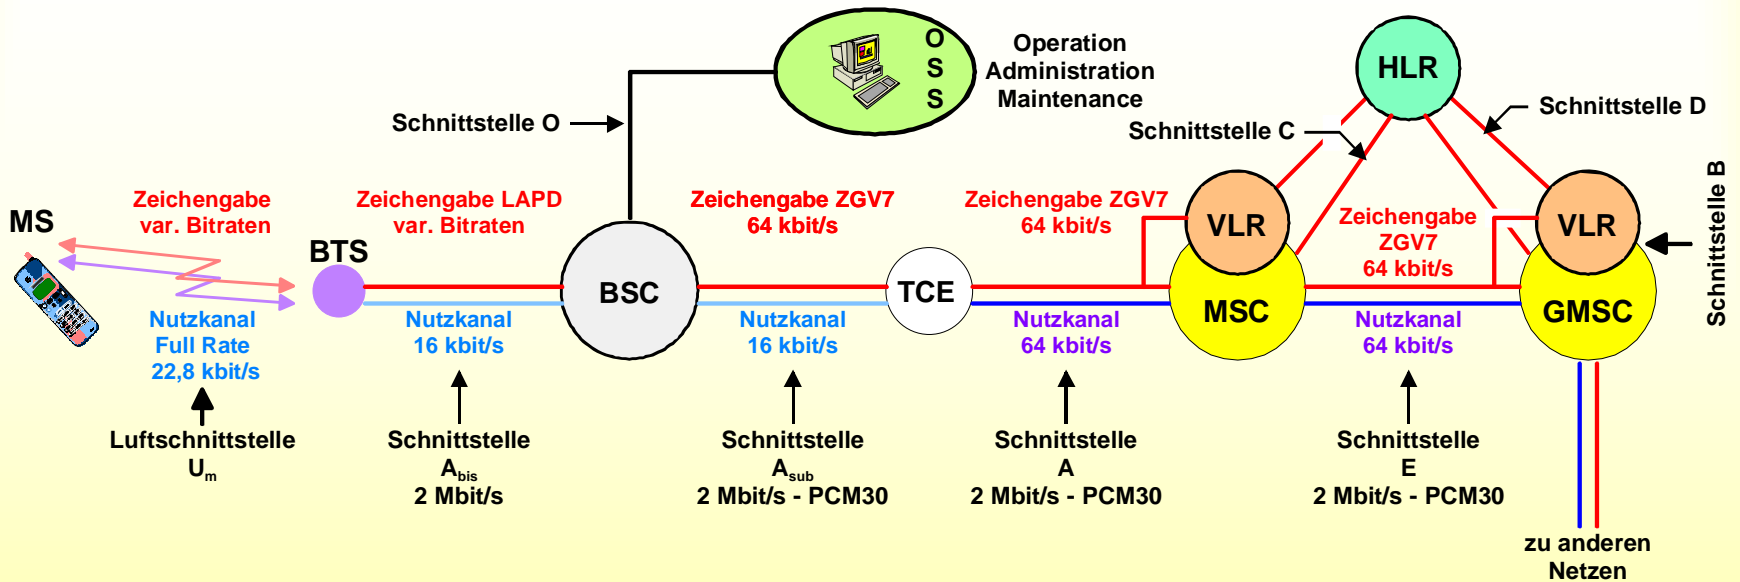 O
S
S
Operation
Administration
Maintenance
HLR
Schnittstelle O
Schnittstelle C
Schnittstelle D
Schnittstelle B
MS
Zeichengabe
var. Bitraten
Zeichengabe LAPD
var. Bitraten
Zeichengabe ZGV7
64 kbit/s
Zeichengabe ZGV7
64 kbit/s
Zeichengabe
ZGV7
64 kbit/s
VLR
VLR
BTS
BSC
TCE
MSC
GMSC
Nutzkanal
Full Rate
22,8 kbit/s
Nutzkanal
16 kbit/s
Nutzkanal
16 kbit/s
Nutzkanal
64 kbit/s
Nutzkanal
64 kbit/s
Luftschnittstelle
Um
Schnittstelle
Abis
2 Mbit/s
Schnittstelle
Asub
2 Mbit/s - PCM30
Schnittstelle
A
2 Mbit/s - PCM30
Schnittstelle
E
2 Mbit/s - PCM30
zu anderen
Netzen